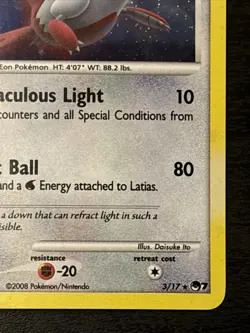 Eon Pokémon HT: 4'07" WT: 88.2 lbs.
aculous Light 10
counters and all Special Conditions from
Ball 80
and a Energy attached to Latias.
a down that can refract light in such a
isible.
Illus. Daisuke Ito
resistance retreat cost
-20
©2008 Pokémon/Nintendo 3/17 ★ 7